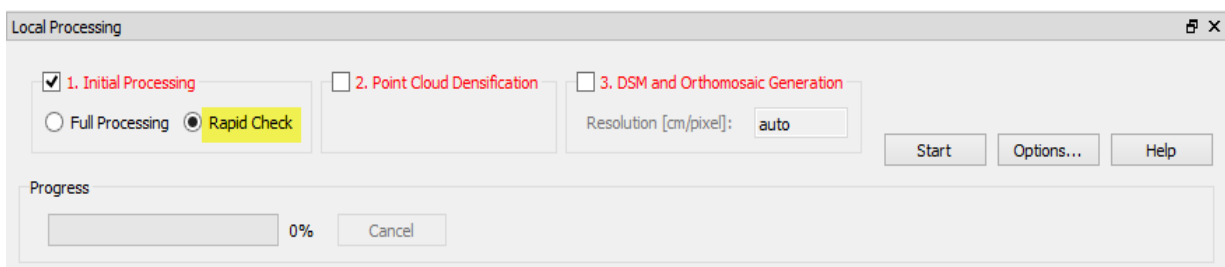 Local Processing
1. Initial Processing
2. Point Cloud Densification
3. DSM and Orthomosaic Generation
Full Processing
Rapid Check
Resolution [cm/pixel]:
auto
Start
Options...
Help
Progress
0%
Cancel